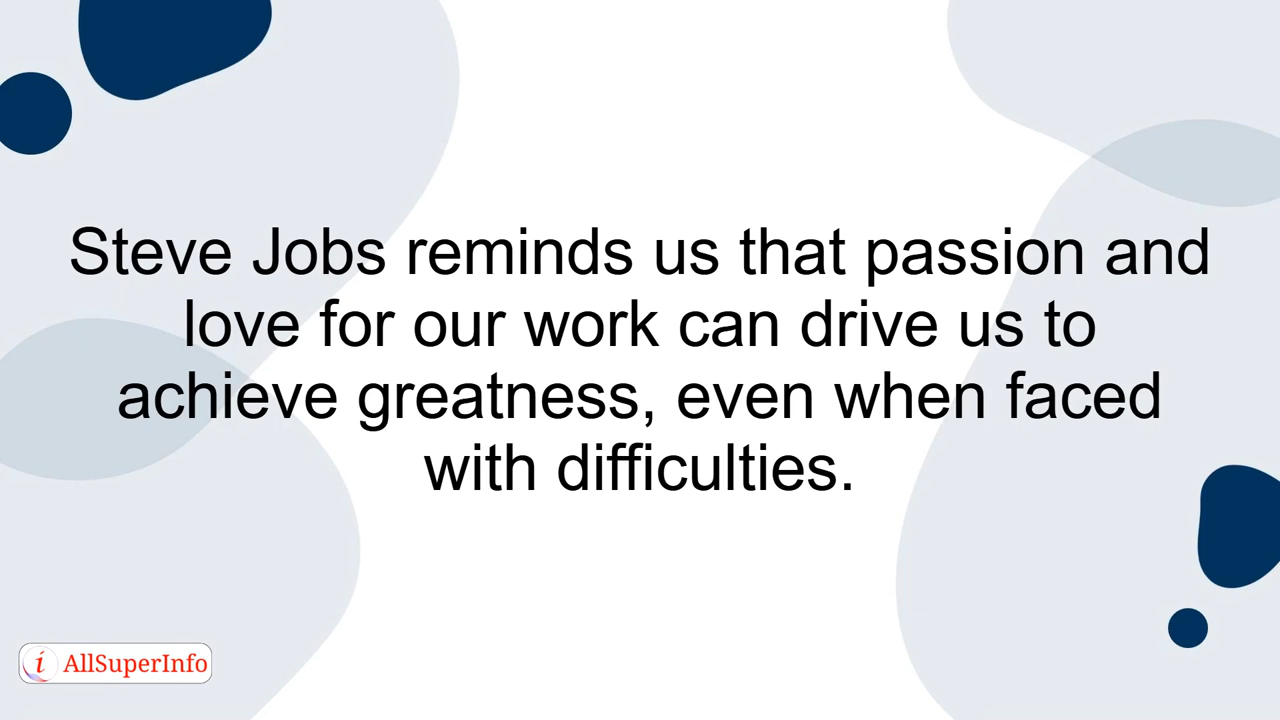 Steve Jobs reminds us that passion and
love for our work can drive us to
achieve greatness, even when faced
with difficulties.
i AllSuperInfo